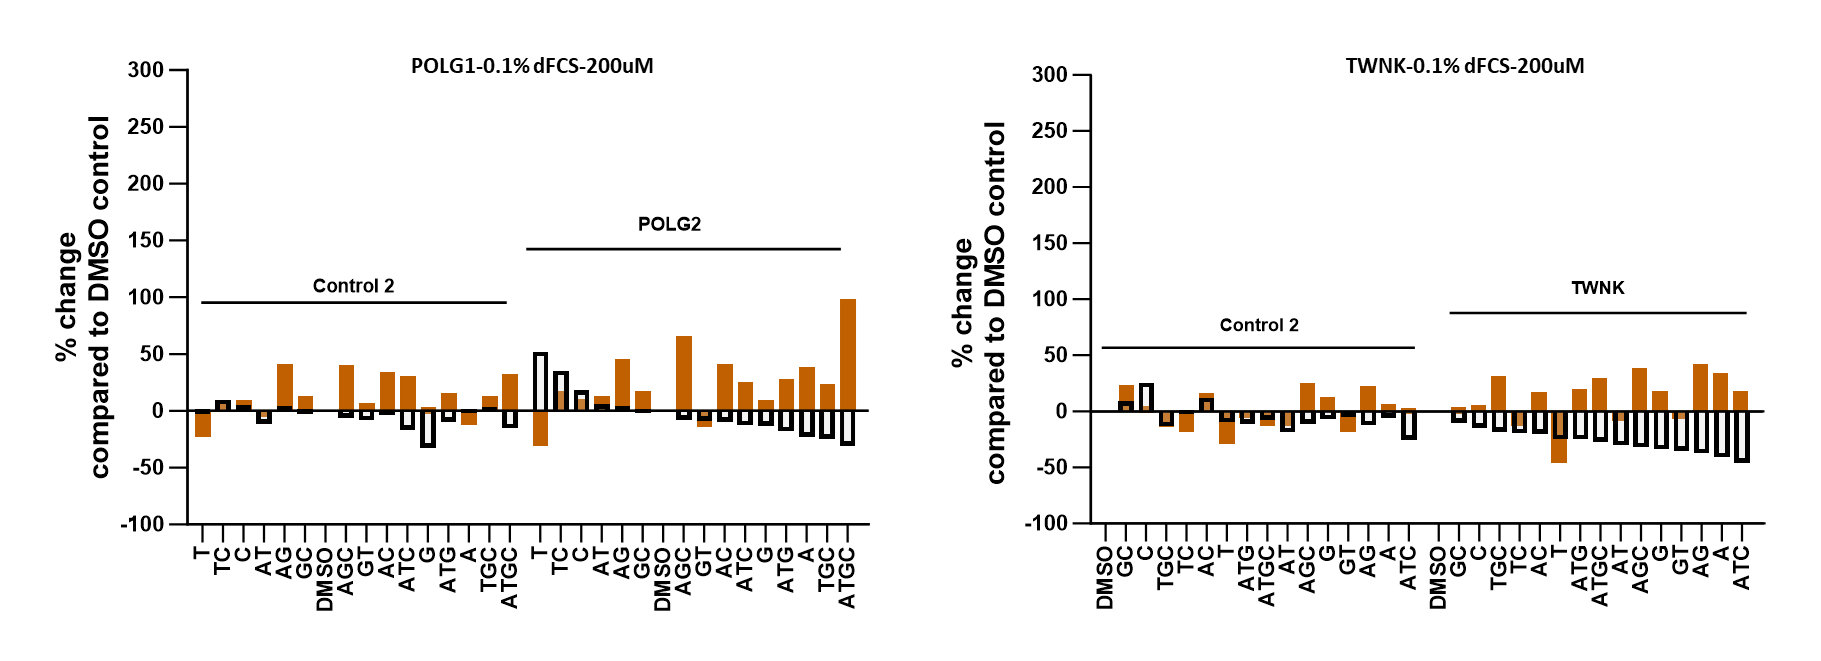 POLG1-0.1% dFCS-200uM
% change
compared to DMSO control
300
250
200
150
100
50
0
-50
-100
Control 2
POLG2
T TC C AT AG GC DMSO AGC GT AC ATC G ATG A TGC ATGC T TC C AT AG GC DMSO AGC GT AC ATC G ATG A TGC ATGC
TWNK-0.1% dFCS-200uM
% change
compared to DMSO control
300
250
200
150
100
50
0
-50
-100
Control 2
TWNK
DMSO GC C TGC TC AC T ATG ATGC AT AGC G GT AG A ATC DMSO GC C TGC TC AC T ATG ATGC AT AGC G GT AG A ATC